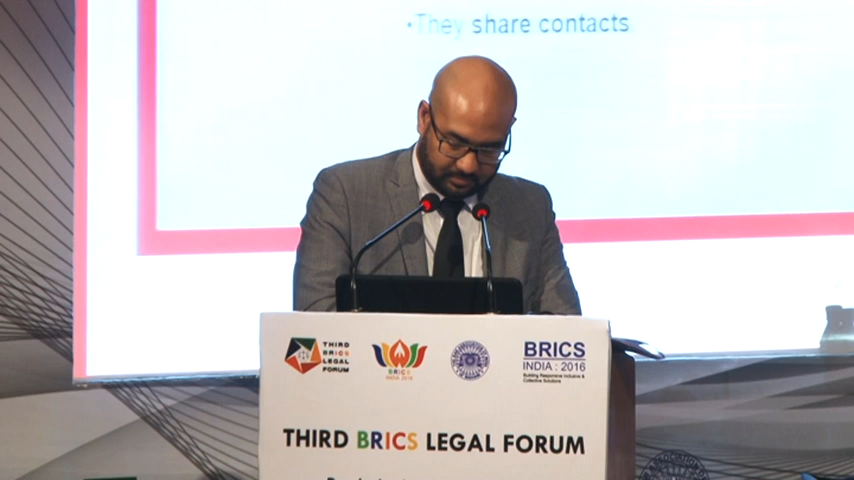 •They share contacts
THIRD
BRICS
LEGAL
FORUM
BRICS
INDIA 2016
BRICS
INDIA : 2016
Building Responsive Inclusive &
Collective Solutions
THIRD BRICS LEGAL FORUM